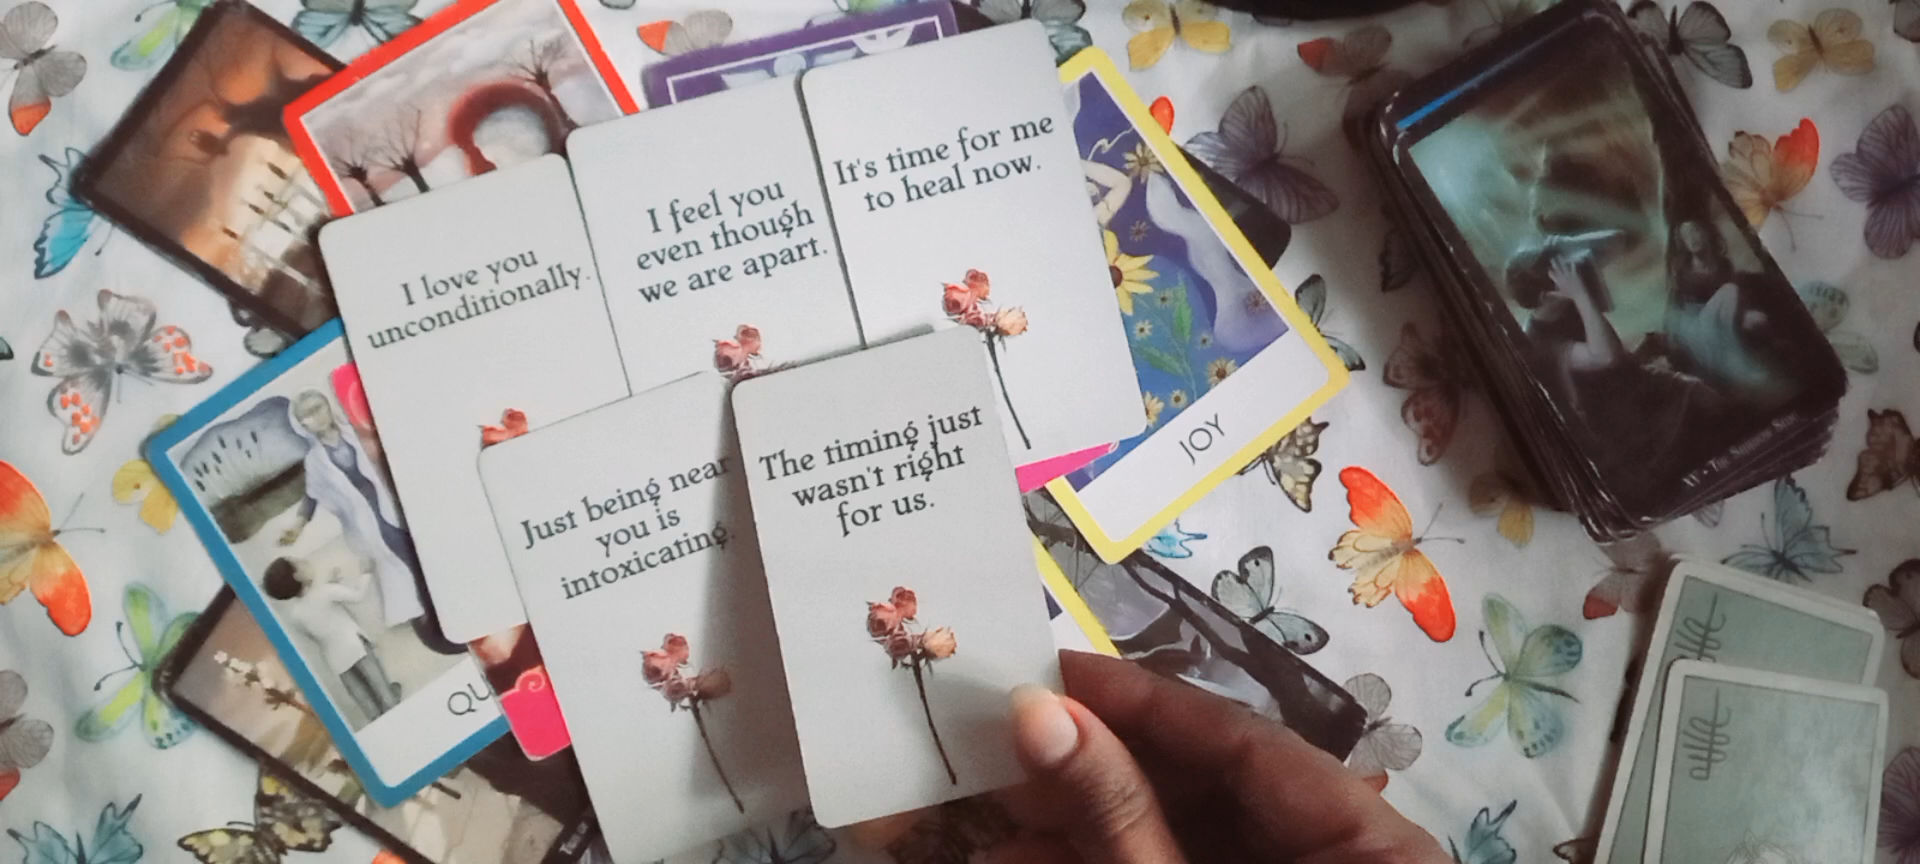 I love you
unconditionally.
I feel you
even though
we are apart.
It's time for me
to heal now.
Just being near
you is
intoxicating.
The timing just
wasn't right
for us.
JOY
QU